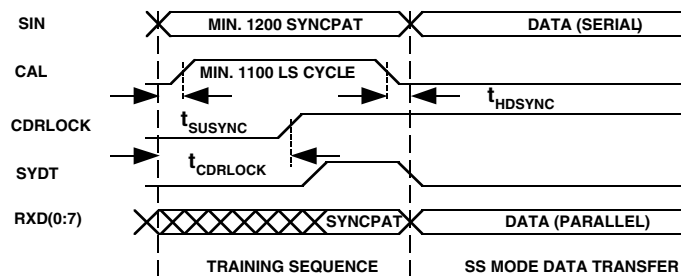 SIN
MIN. 1200 SYNCPAT
DATA (SERIAL)
CAL
MIN. 1100 LS CYCLE
tHDSYNC
CDRLOCK
tSUSYNC
tCDRLOCK
SYDT
RXD(0:7)
SYNCPAT
DATA (PARALLEL)
TRAINING SEQUENCE
SS MODE DATA TRANSFER